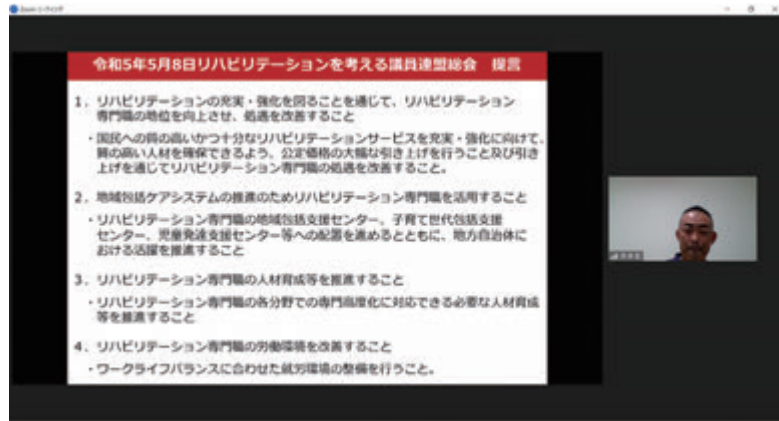 Zoom ミーティング
令和5年5月8日リハビリテーションを考える議員連盟総会 提言
1．リハビリテーションの充実・強化を図ることを通じて、リハビリテーション
専門職の地位を向上させ、処遇を改善すること
・国民への質の高いかつ十分なリハビリテーションサービスを充実・強化に向けて、
質の高い人材を確保できるよう、公定価格の大幅な引き上げを行うこと及び引き
上げを通じてリハビリテーション専門職の処遇を改善すること。
2．地域包括ケアシステムの推進のためリハビリテーション専門職を活用すること
・リハビリテーション専門職の地域包括支援センター、子育て世代包括支援
センター、児童発達支援センター等への配置を進めるとともに、地方自治体に
おける活躍を推進すること
3．リハビリテーション専門職の人材育成等を推進すること
・リハビリテーション専門職の各分野での専門高度化に対応できる必要な人材育成
等を推進すること
4．リハビリテーション専門職の労働環境を改善すること
・ワークライフバランスに合わせた就労環境の整備を行うこと。